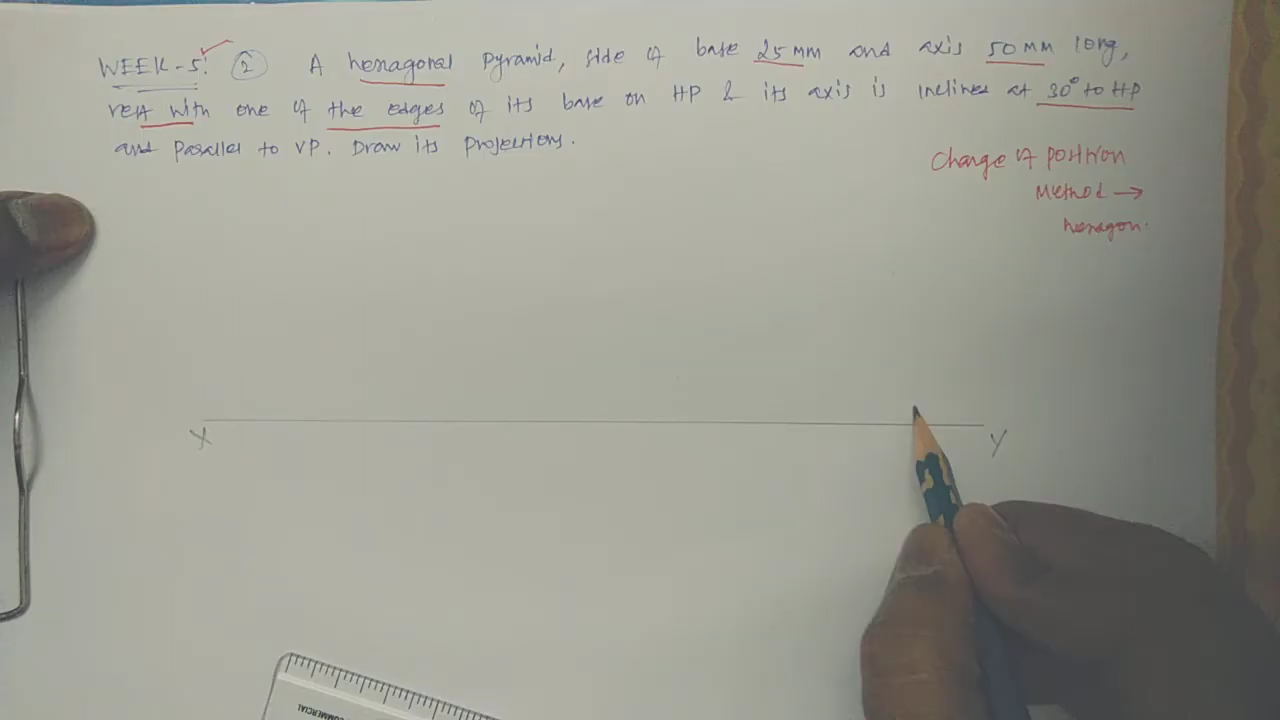 WEEK-5: ② A hexagonal pyramid, side of base 25 MM and axis 50 MM long,
rest with one of the edges of its base on HP & its axis is inclined at 30° to HP
and parallel to VP. Draw its projections.
Change of position
Method →
hexagon.
X Y